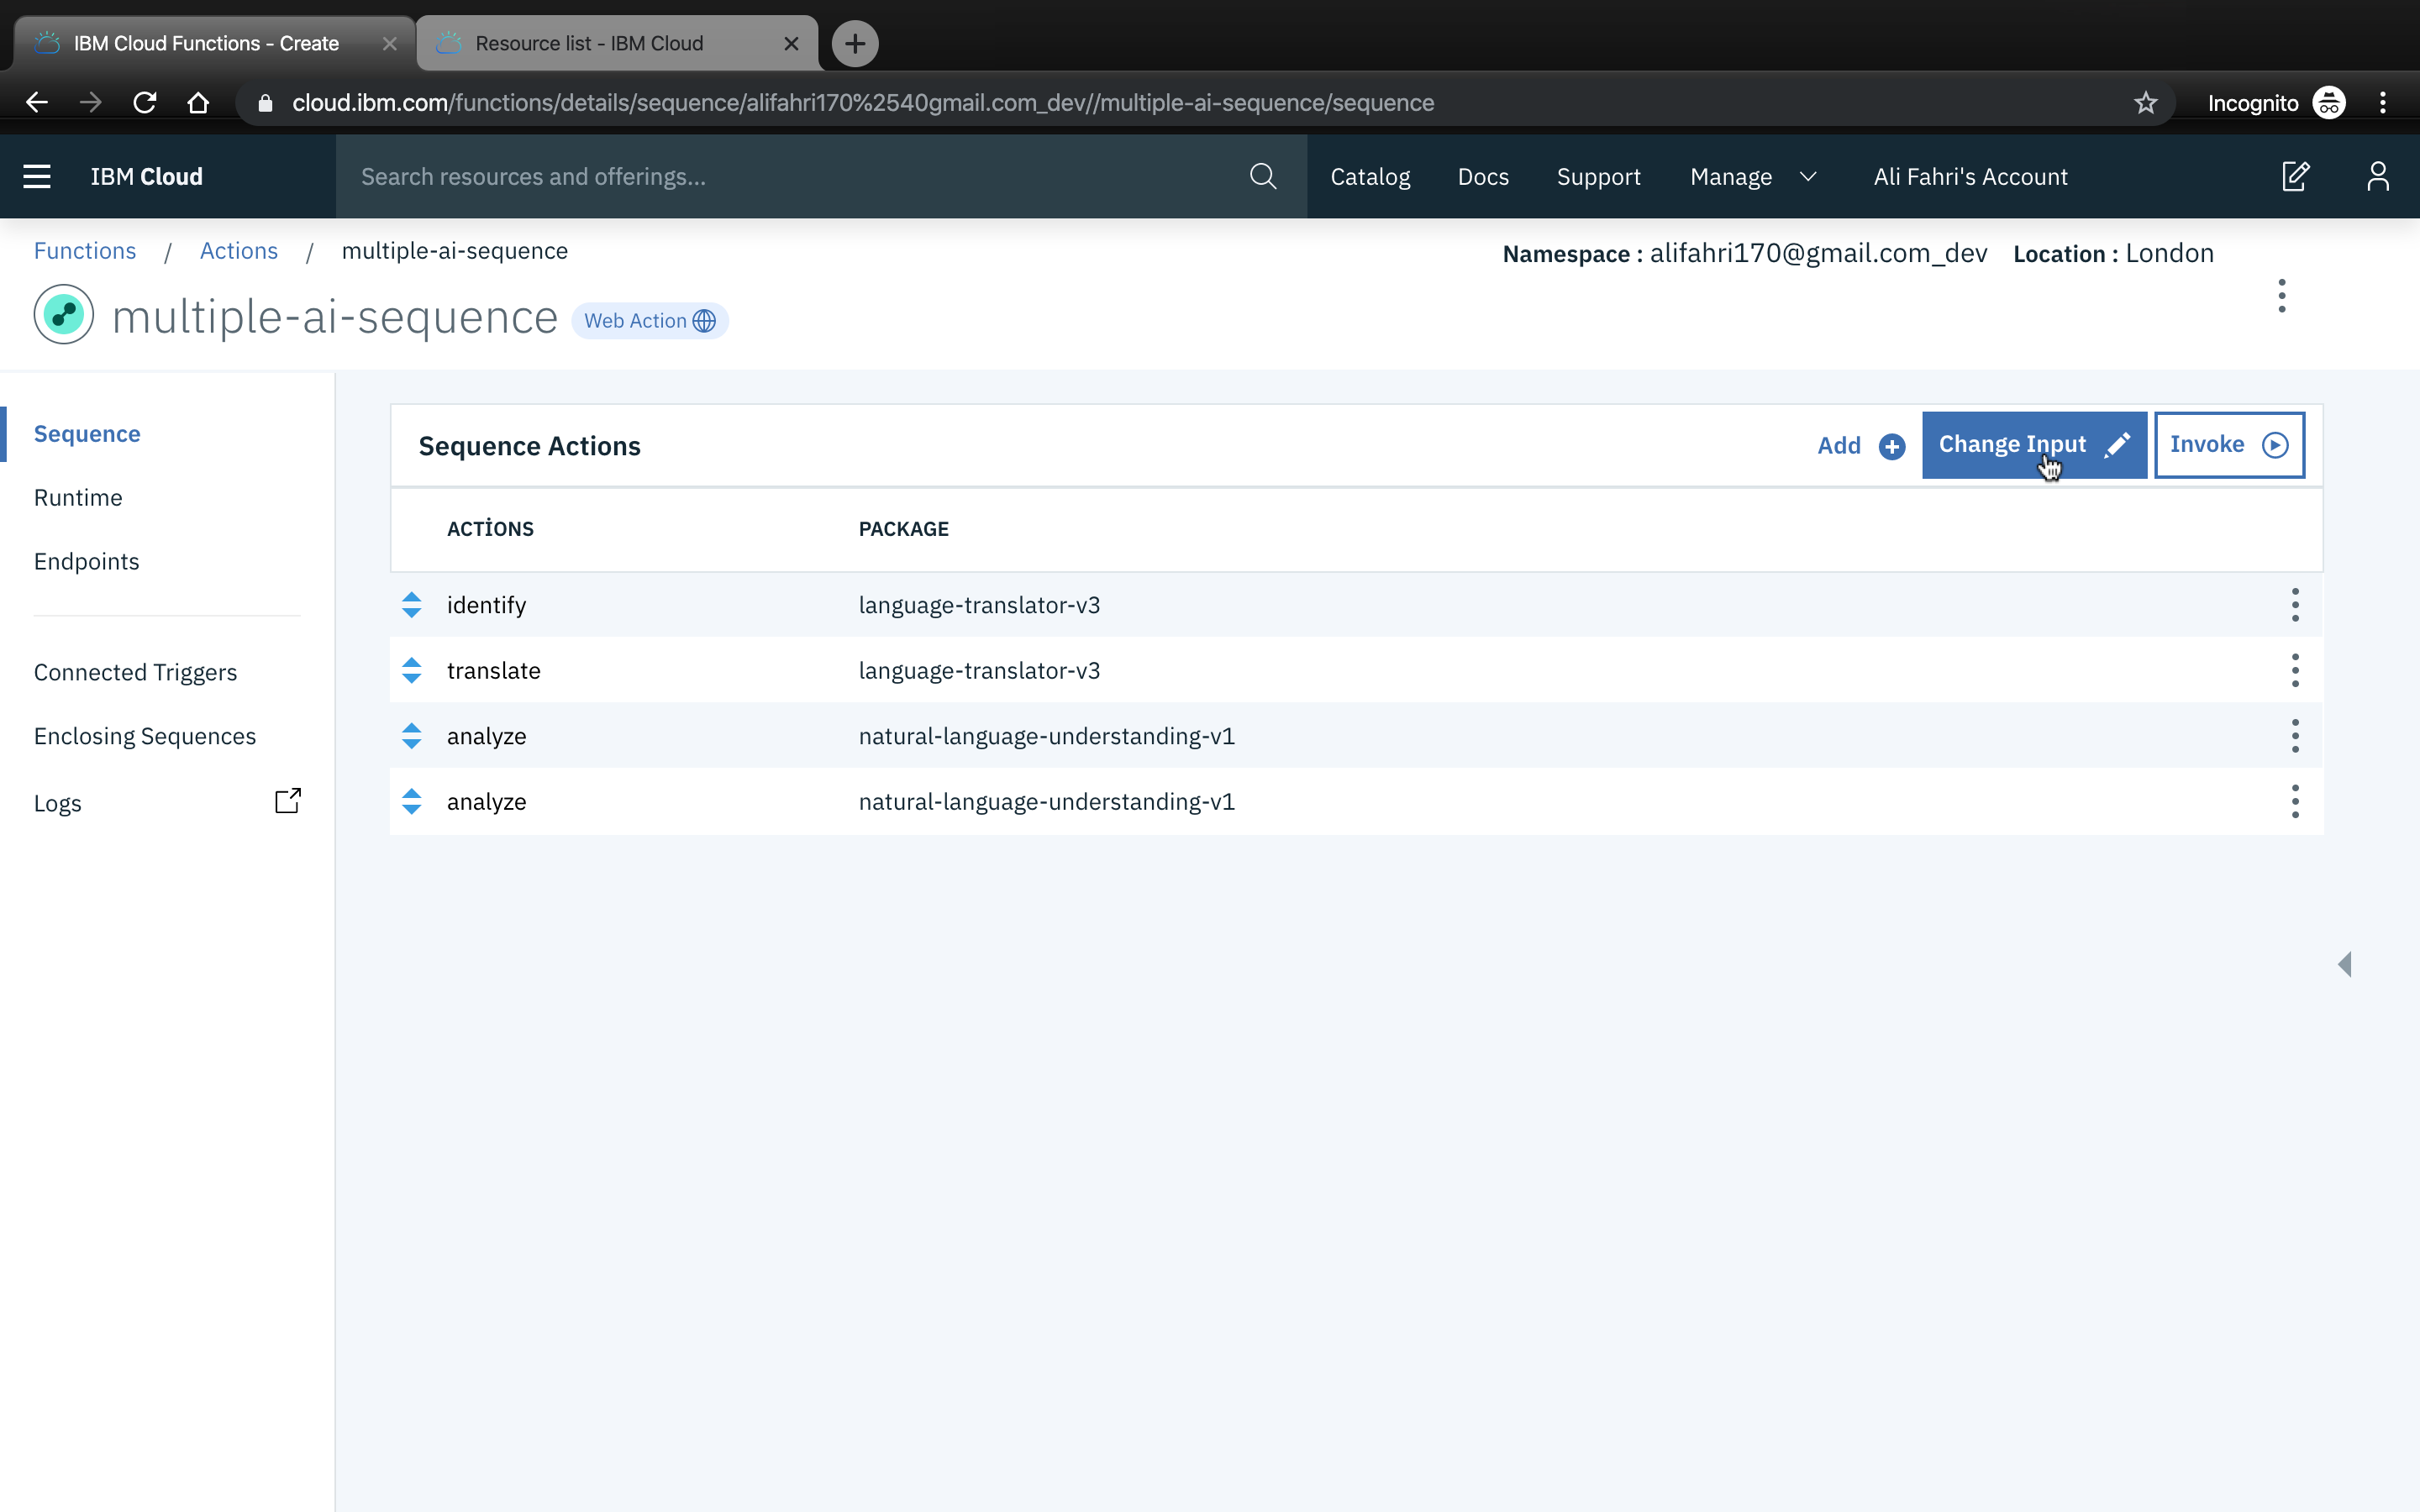 IBM Cloud Functions - Create
Resource list - IBM Cloud
cloud.ibm.com/functions/details/sequence/alifahri170%2540gmail.com_dev//multiple-ai-sequence/sequence
Incognito
IBM Cloud
Search resources and offerings...
Catalog
Docs
Support
Manage
Ali Fahri's Account
Functions / Actions / multiple-ai-sequence
Namespace : alifahri170@gmail.com_dev Location : London
multiple-ai-sequence
Web Action
Sequence
Runtime
Endpoints
Connected Triggers
Enclosing Sequences
Logs
Sequence Actions
Add
Change Input
Invoke
ACTİONS PACKAGE
identify language-translator-v3
translate language-translator-v3
analyze natural-language-understanding-v1
analyze natural-language-understanding-v1